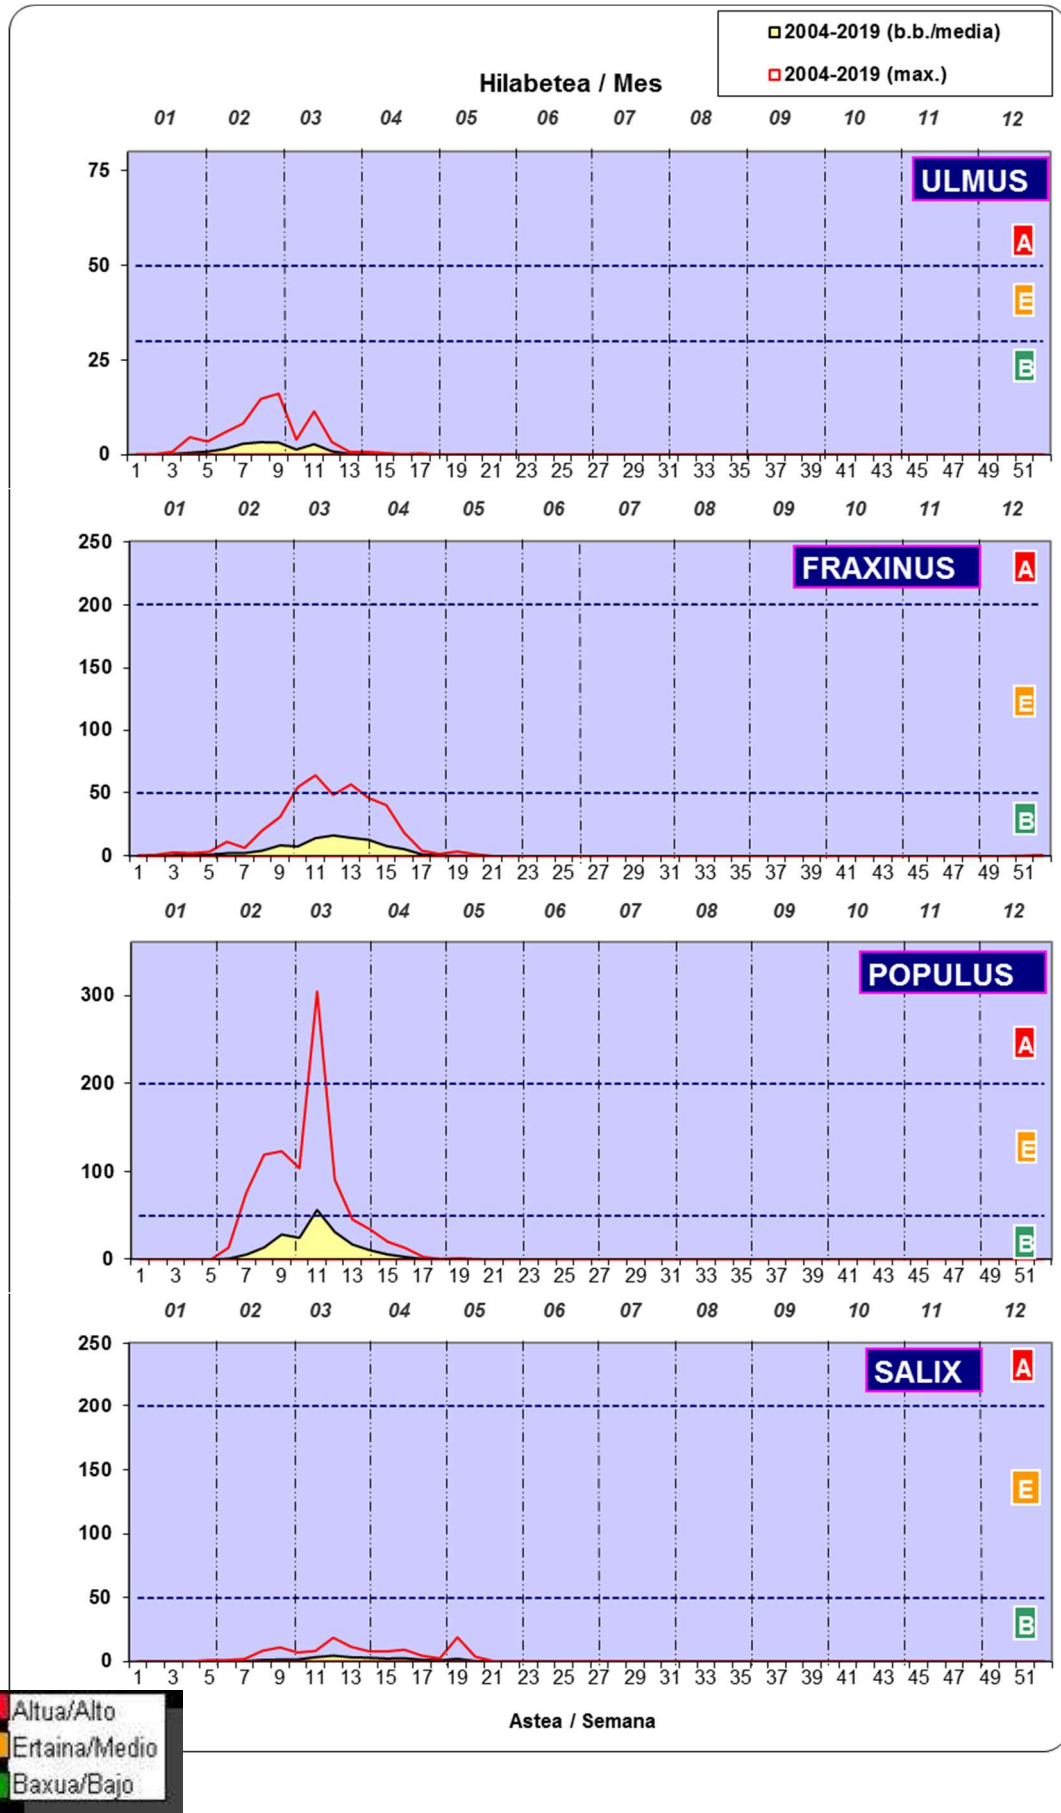 2004-2019 (b.b./media)
2004-2019 (max.)
Hilabetea / Mes
01 02 03 04 05 06 07 08 09 10 11 12
ULMUS
75
A
50
E
25
B
0
1 3 5 7 9 11 13 15 17 19 21 23 25 27 29 31 33 35 37 39 41 43 45 47 49 51
01 02 03 04 05 06 07 08 09 10 11 12
250
FRAXINUS
A
200
150
E
100
50
B
0
1 3 5 7 9 11 13 15 17 19 21 23 25 27 29 31 33 35 37 39 41 43 45 47 49 51
01 02 03 04 05 06 07 08 09 10 11 12
POPULUS
300
A
200
E
100
B
0
1 3 5 7 9 11 13 15 17 19 21 23 25 27 29 31 33 35 37 39 41 43 45 47 49 51
01 02 03 04 05 06 07 08 09 10 11 12
250
SALIX
A
200
150
E
100
50
B
0
1 3 5 7 9 11 13 15 17 19 21 23 25 27 29 31 33 35 37 39 41 43 45 47 49 51
Astea / Semana
Altua/Alto
Ertaina/Medio
Baxua/Bajo